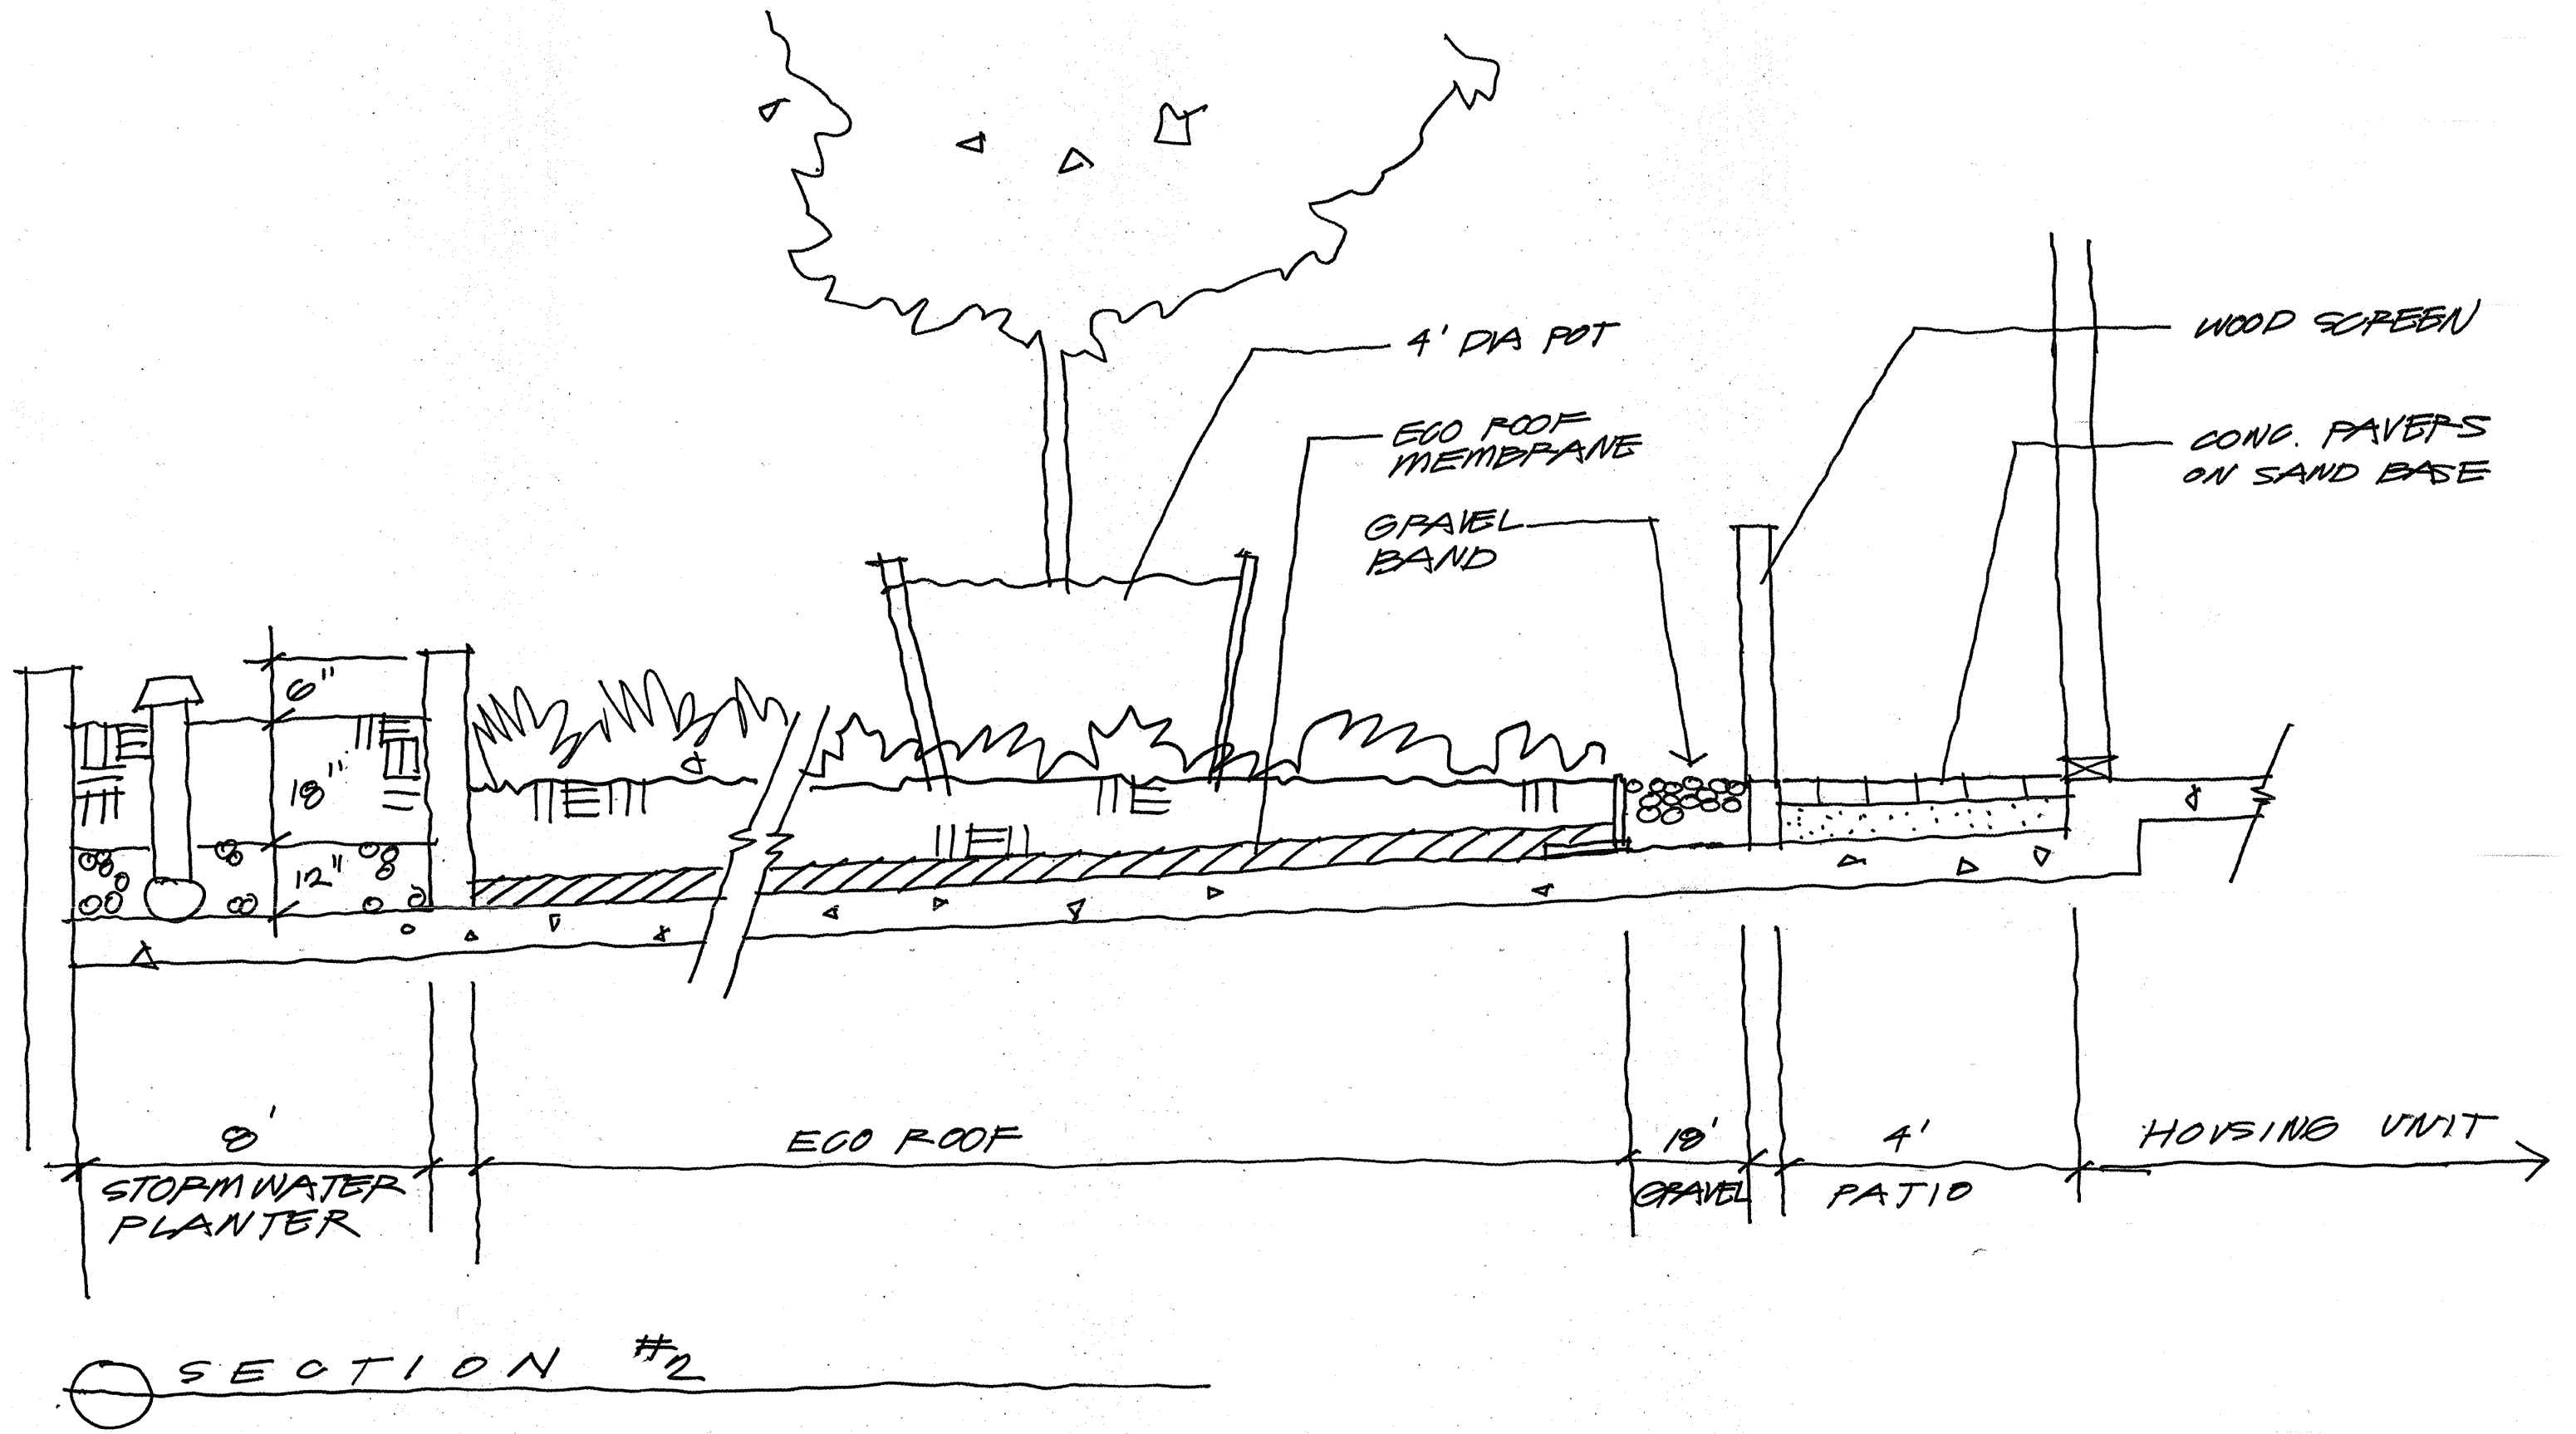 4' DIA POT
WOOD SCREEN
ECO ROOF
MEMBRANE
CONC. PAVERS
ON SAND BASE
GRAVEL
BAND
6"
18"
12"
8'
STORMWATER
PLANTER
ECO ROOF
18'
GRAVEL
4'
PATIO
HOUSING UNIT
SECTION #2